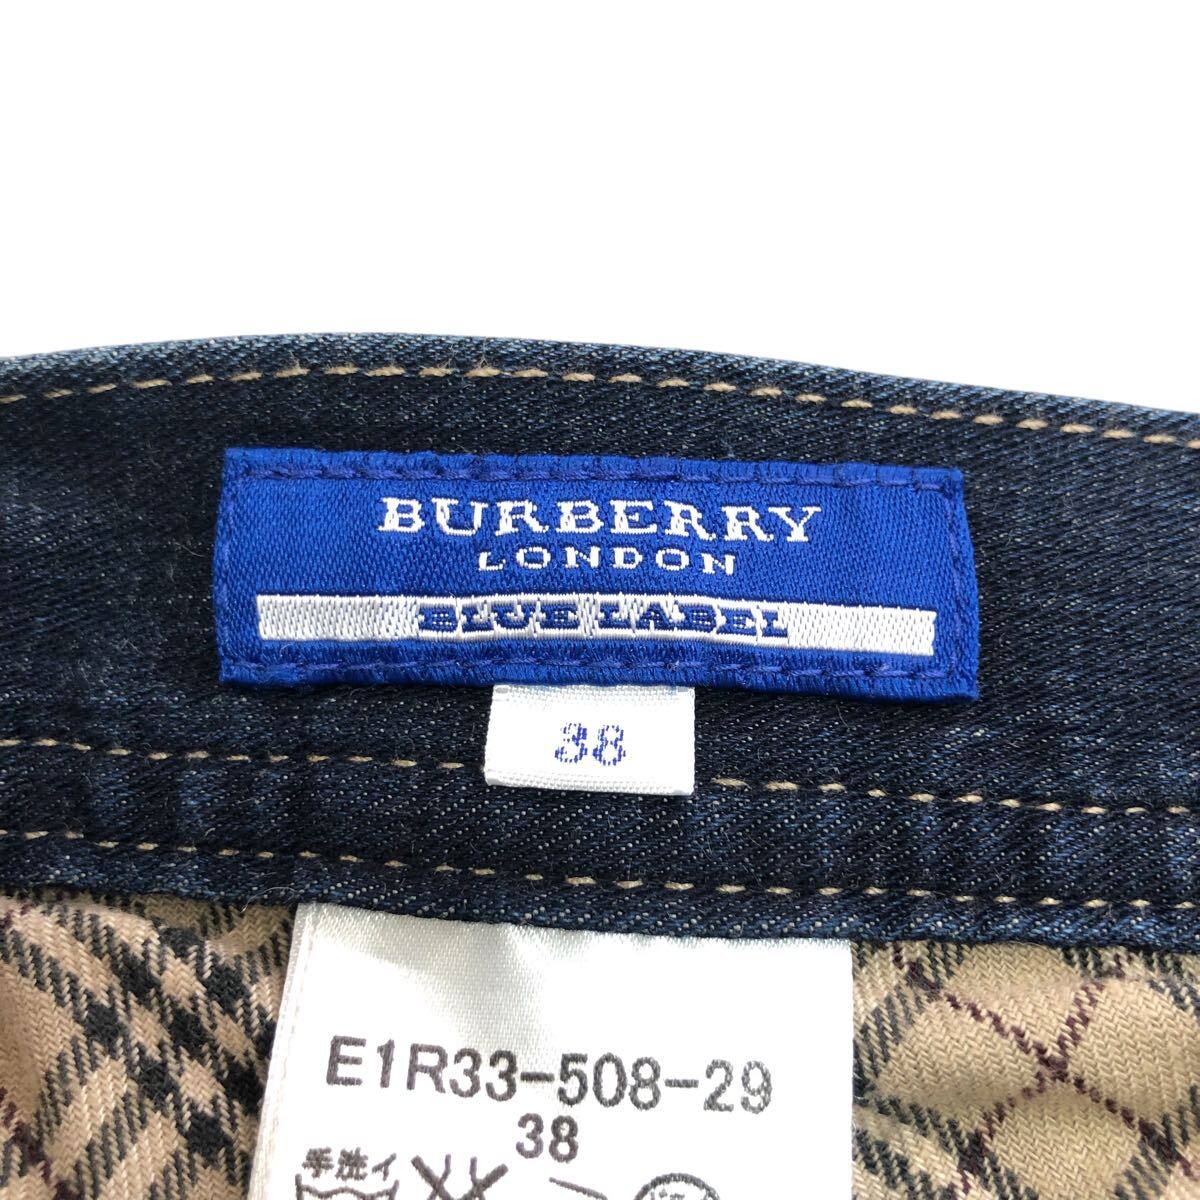 BURBERRY
LONDON
BLUE LABEL
38
E1R33-508-29
38
手洗イ